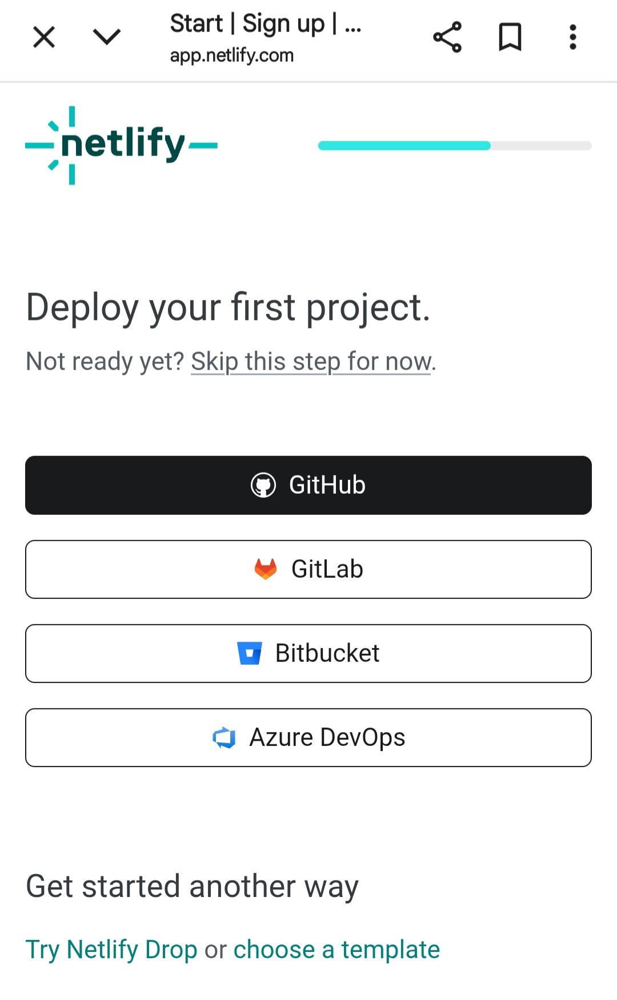 Start | Sign up | ...
app.netlify.com
netlify
Deploy your first project.
Not ready yet? Skip this step for now.
GitHub
GitLab
Bitbucket
Azure DevOps
Get started another way
Try Netlify Drop or choose a template